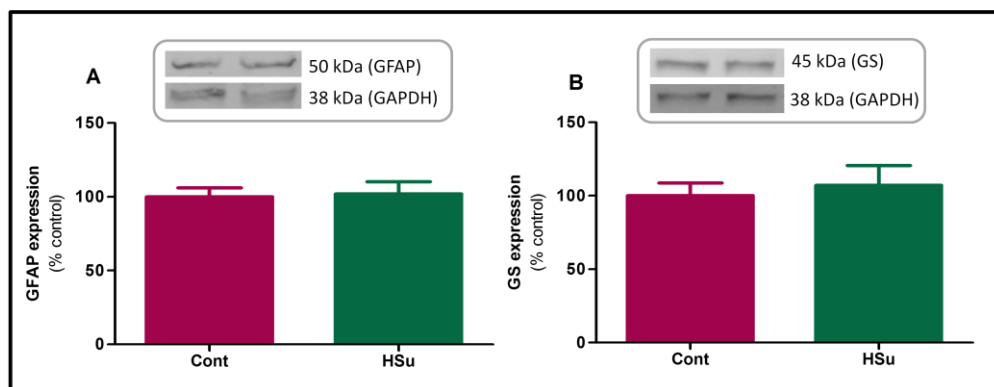 A
50 kDa (GFAP)
38 kDa (GAPDH)
GFAP expression
(% control)
150
100
50
0
Cont
HSu
B
45 kDa (GS)
38 kDa (GAPDH)
GS expression
(% control)
150
100
50
0
Cont
HSu